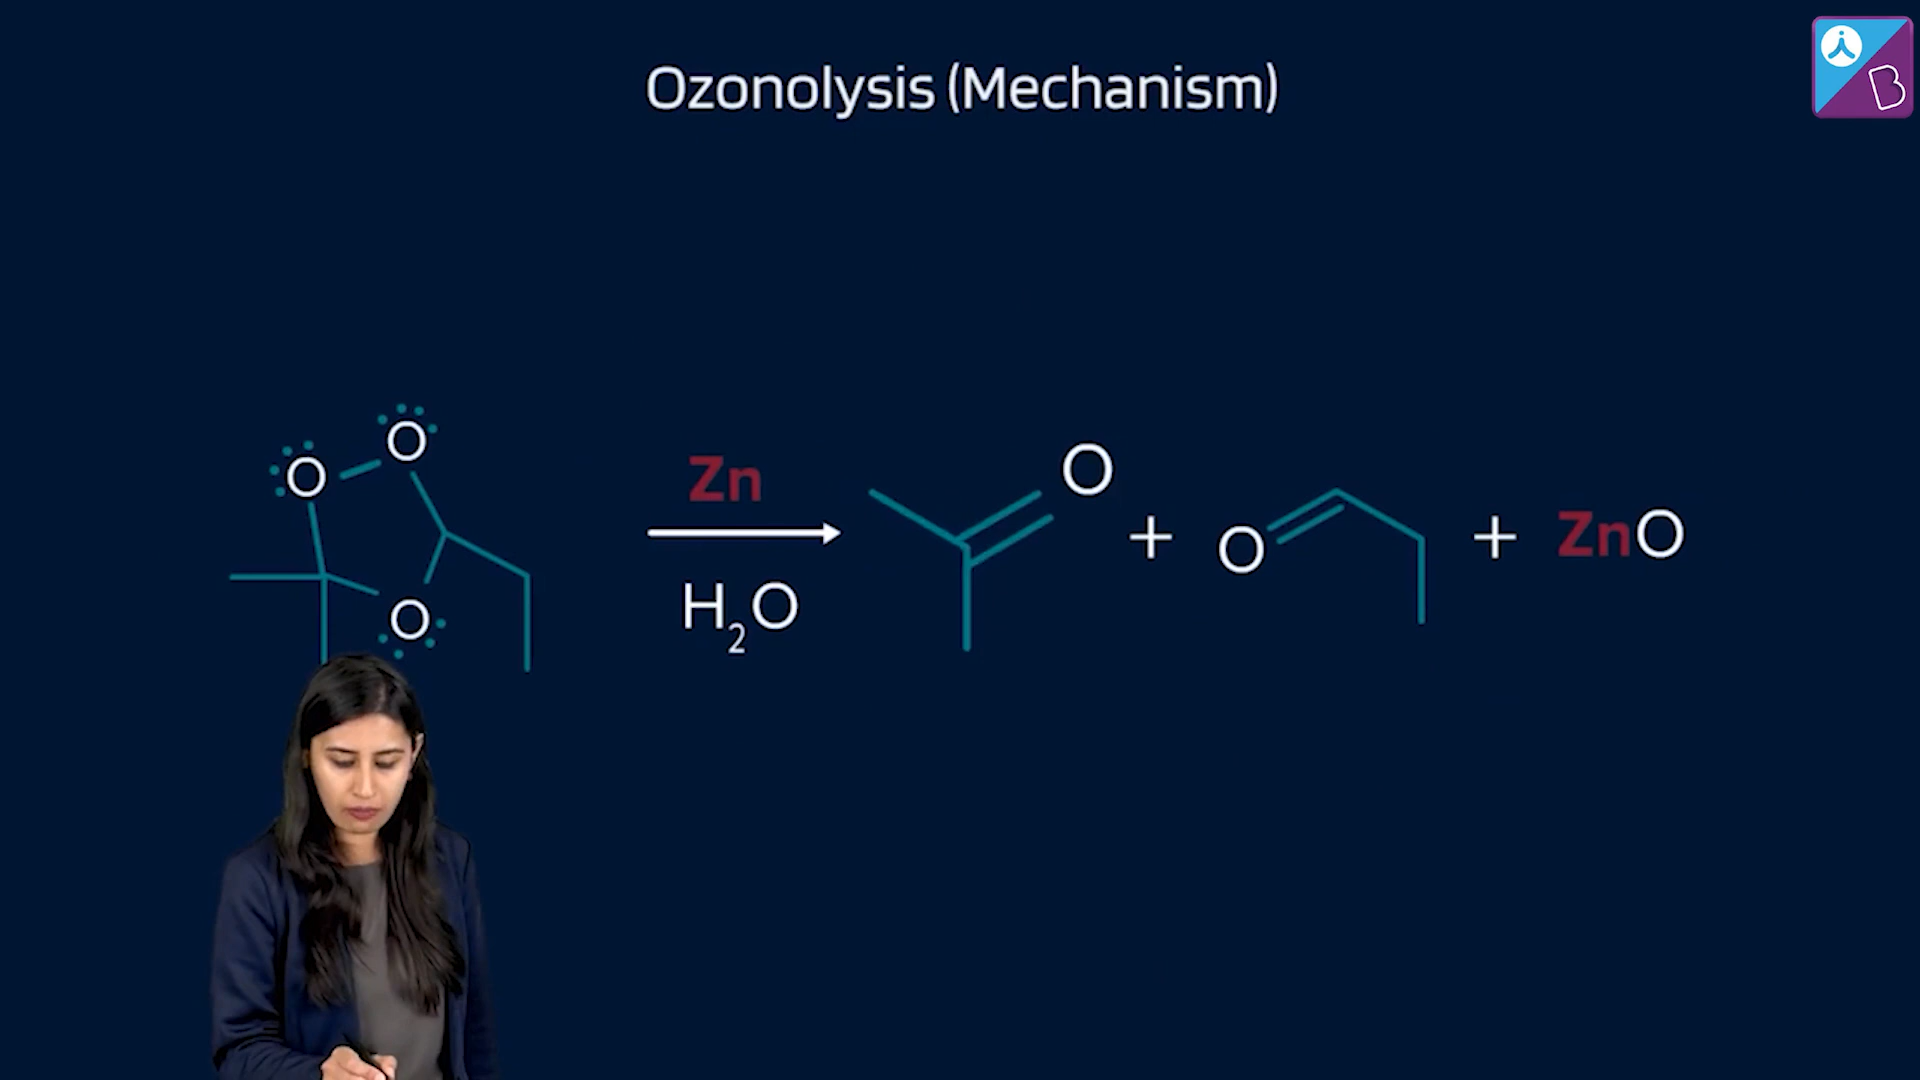 Ozonolysis (Mechanism)
B
O
O
O
Zn
H₂O
O
+
O
+
ZnO